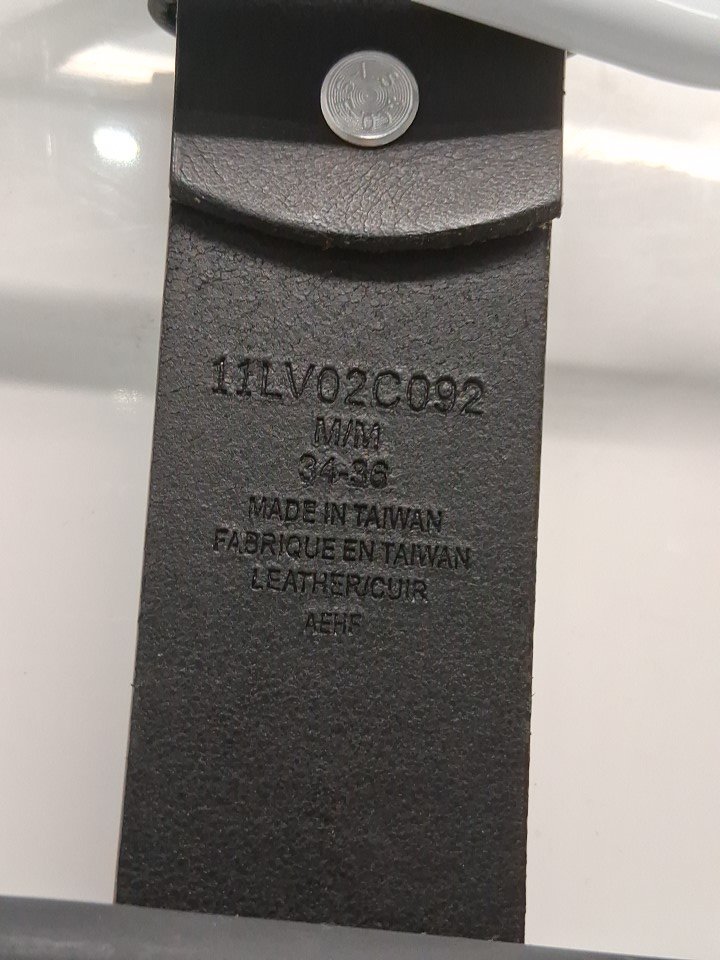 11LV02C092
M/M
34-36
MADE IN TAIWAN
FABRIQUE EN TAIWAN
LEATHER/CUIR
AEHF